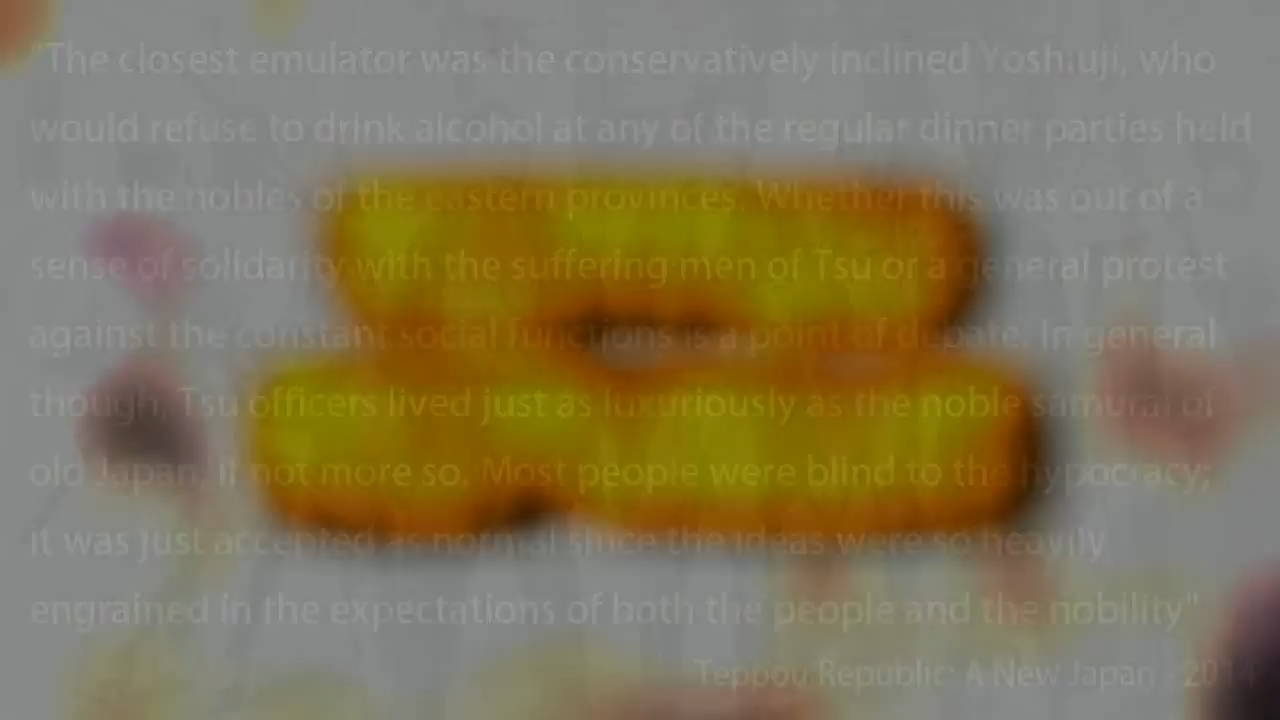 "The closest emulator was the conservatively inclined Yoshiuji, who
would refuse to drink alcohol at any of the regular dinner parties held
with the nobles of the eastern provinces. Whether this was out of a
sense of solidarity with the suffering men of Tsu or a general protest
against the constant social functions is a point of debate. In general
though, Tsu officers lived just as luxuriously as the noble samurai of
old Japan, if not more so. Most people were blind to the hypocracy;
it was just accepted as normal since the ideas were so heavily
engrained in the expectations of both the people and the nobility"
Teppou Republic: A New Japan - 2014